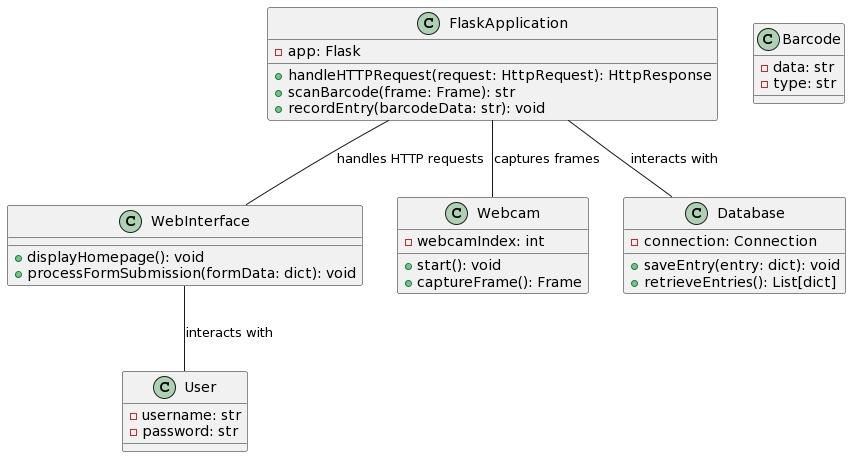 C FlaskApplication
app: Flask
handleHTTPRequest(request: HttpRequest): HttpResponse
scanBarcode(frame: Frame): str
recordEntry(barcodeData: str): void
C Barcode
data: str
type: str
handles HTTP requests
captures frames
interacts with
C WebInterface
displayHomepage(): void
processFormSubmission(formData: dict): void
C Webcam
webcamIndex: int
start(): void
captureFrame(): Frame
C Database
connection: Connection
saveEntry(entry: dict): void
retrieveEntries(): List[dict]
interacts with
C User
username: str
password: str